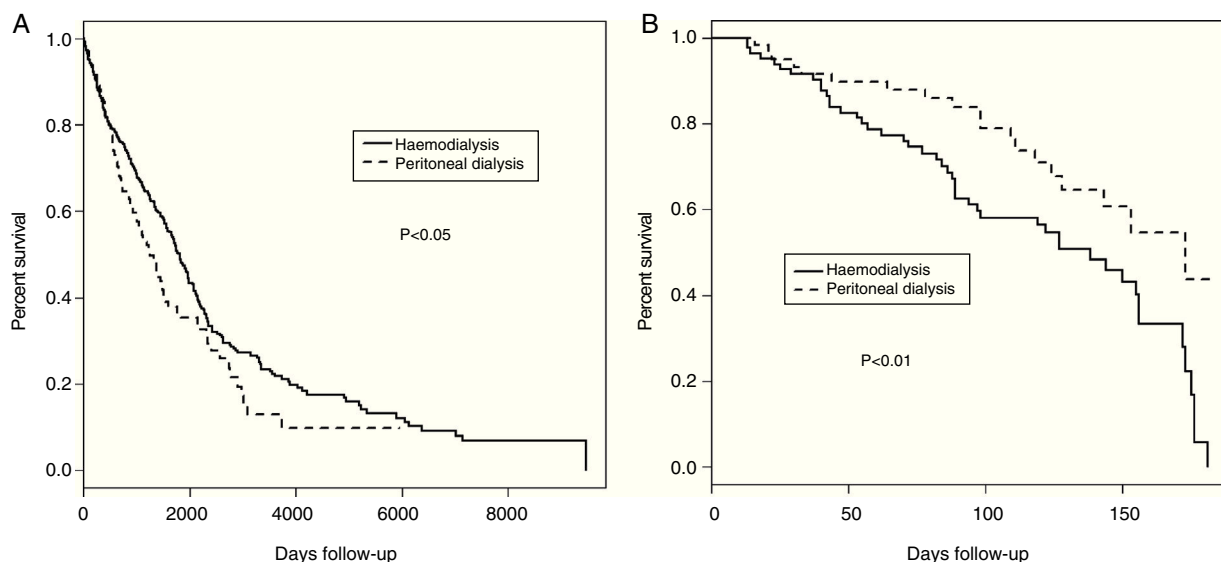 A
1.0
0.8
0.6
0.4
0.2
0.0
Percent survival
Haemodialysis
Peritoneal dialysis
P<0.05
0 2000 4000 6000 8000
Days follow-up
B
1.0
0.8
0.6
0.4
0.2
0.0
Percent survival
Haemodialysis
Peritoneal dialysis
P<0.01
0 50 100 150
Days follow-up